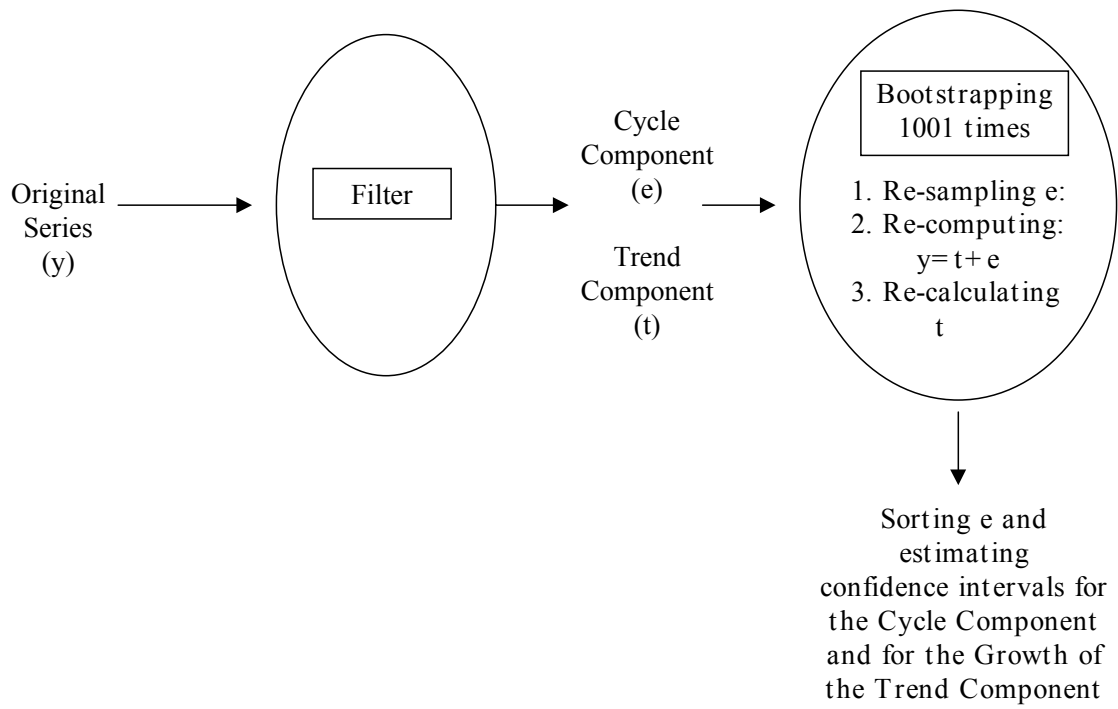 Original
Series
(y)
Filter
Cycle
Component
(e)
Trend
Component
(t)
Bootstrapping
1001 times
1. Re-sampling e:
2. Re-computing:
y= t+ e
3. Re-calculating
t
Sorting e and
estimating
confidence intervals for
the Cycle Component
and for the Growth of
the Trend Component